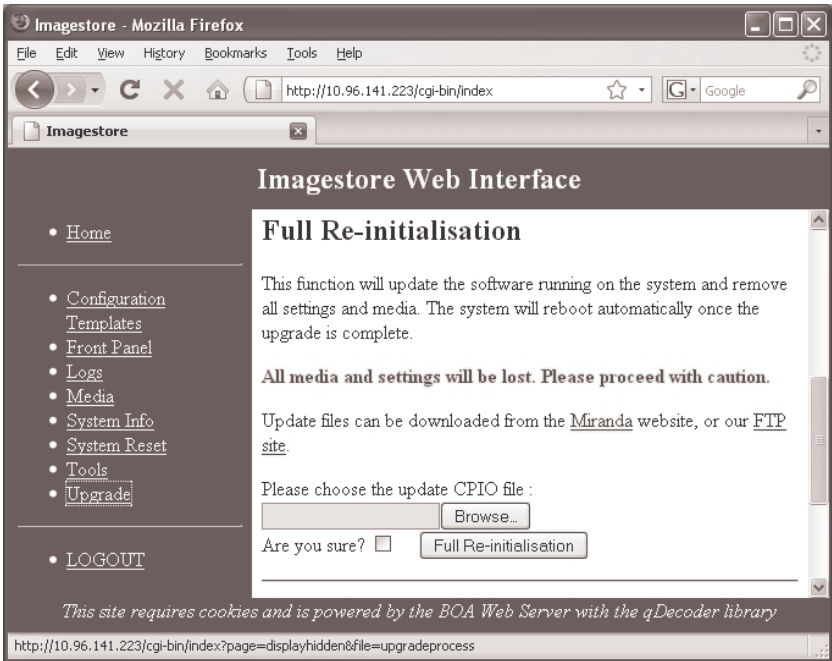 Imagestore - Mozilla Firefox
File Edit View History Bookmarks Tools Help
http://10.96.141.223/cgi-bin/index
G Google
Imagestore
Imagestore Web Interface
Home
Configuration
Templates
Front Panel
Logs
Media
System Info
System Reset
Tools
Upgrade
LOGOUT
Full Re-initialisation
This function will update the software running on the system and remove
all settings and media. The system will reboot automatically once the
upgrade is complete.
All media and settings will be lost. Please proceed with caution.
Update files can be downloaded from the Miranda website, or our FTP
site.
Please choose the update CPIO file :
Browse...
Are you sure? Full Re-initialisation
This site requires cookies and is powered by the BOA Web Server with the qDecoder library
http://10.96.141.223/cgi-bin/index?page=displayhidden&file=upgradeprocess